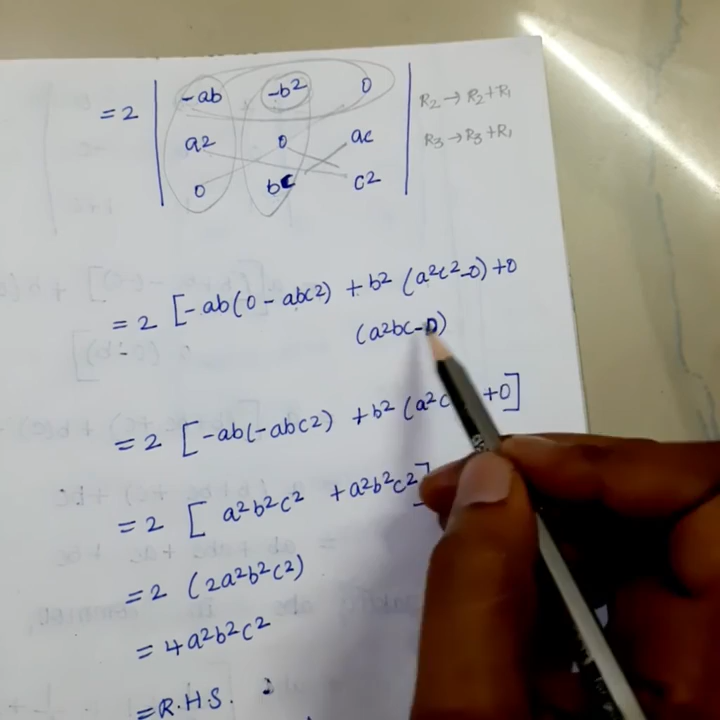 = 2 | -ab -b2 0 | R2 → R2 + R1
a2 0 ac R3 → R3 + R1
0 bc c2
= 2 [-ab(0 - abc2) + b2 (a2c2-0) + 0
(a2bc-0)
= 2 [-ab(-abc2) + b2 (a2c +0]
= 2 [ a2b2c2 + a2b2c2]
= 2 (2a2b2c2)
= 4a2b2c2
= R.H.S.